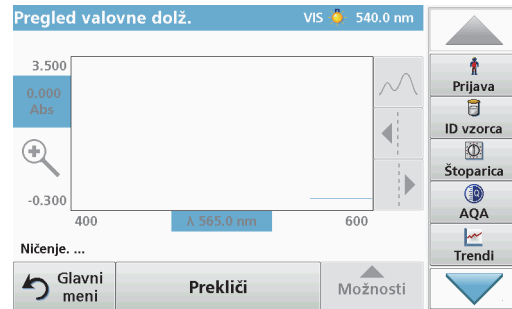 Pregled valovne dolž. VIS 540.0 nm
3.500
0.000
Abs
-0.300
400 λ 565.0 nm 600
Ničenje. ...
Glavni
meni
Prekliči
Možnosti
Prijava
ID vzorca
Štoparica
AQA
Trendi